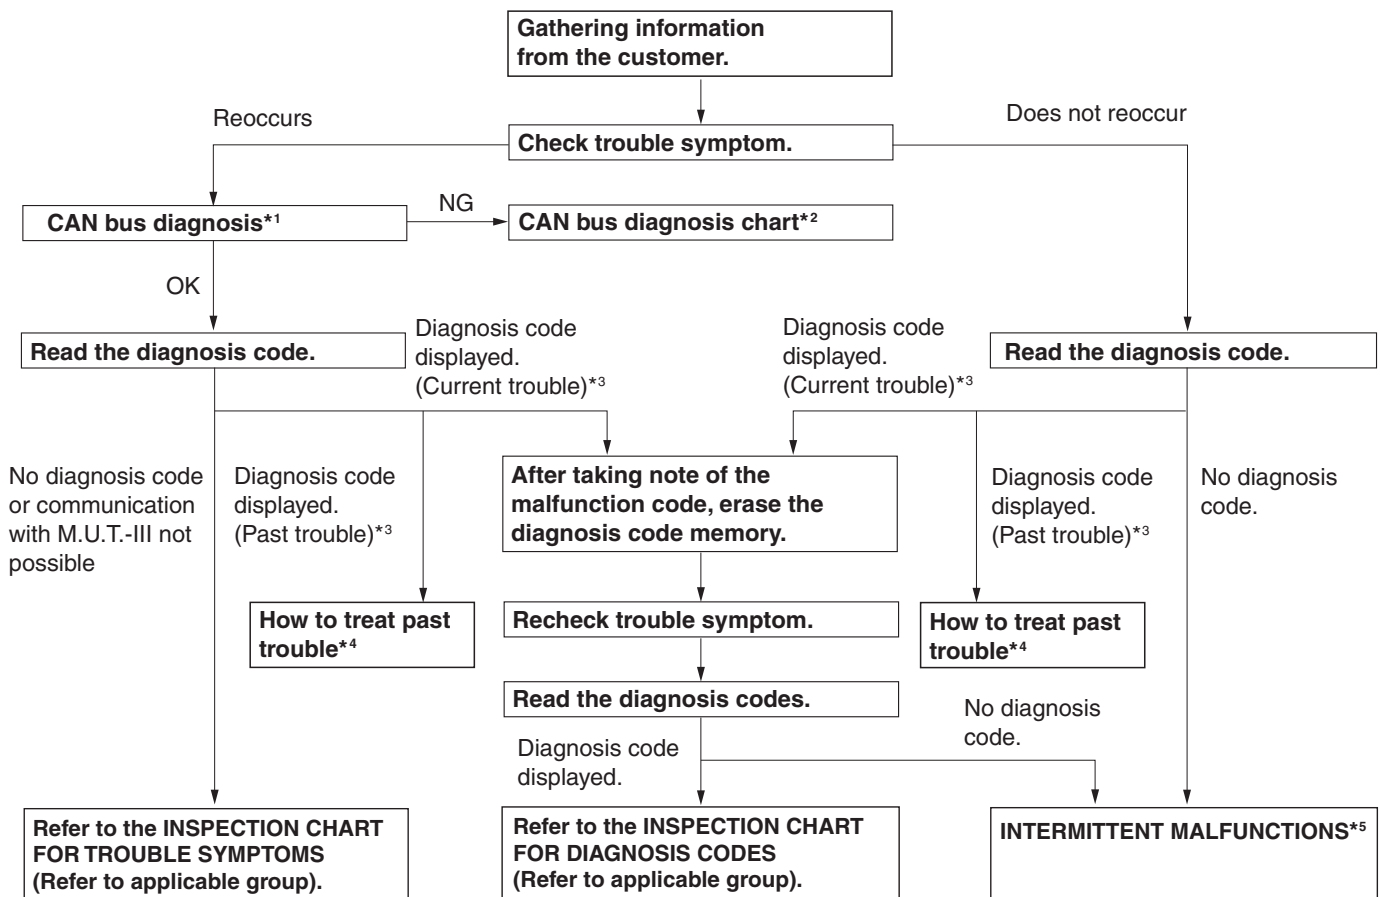 Gathering information
from the customer.
Reoccurs
Does not reoccur
Check trouble symptom.
CAN bus diagnosis*1
NG
CAN bus diagnosis chart*2
OK
Read the diagnosis code.
Diagnosis code
displayed.
(Current trouble)*3
Diagnosis code
displayed.
(Current trouble)*3
Read the diagnosis code.
No diagnosis code
or communication
with M.U.T.-III not
possible
Diagnosis code
displayed.
(Past trouble)*3
After taking note of the
malfunction code, erase the
diagnosis code memory.
Diagnosis code
displayed.
(Past trouble)*3
No diagnosis
code.
How to treat past
trouble*4
Recheck trouble symptom.
How to treat past
trouble*4
Read the diagnosis codes.
No diagnosis
code.
Diagnosis code
displayed.
Refer to the INSPECTION CHART
FOR TROUBLE SYMPTOMS
(Refer to applicable group).
Refer to the INSPECTION CHART
FOR DIAGNOSIS CODES
(Refer to applicable group).
INTERMITTENT MALFUNCTIONS*5